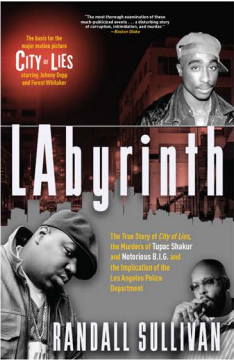 The basis for the
major motion picture
CITY OF LIES
starring Johnny Depp
and Forest Whitaker
"The most thorough examination of these
much-publicized events . . . a disturbing story
of corruption, intimidation, and murder."
—Boston Globe
LAbyrinth
The True Story of City of Lies,
the Murders of Tupac Shakur
and Notorious B.I.G. and
the Implication of the
Los Angeles Police
Department
RANDALL SULLIVAN